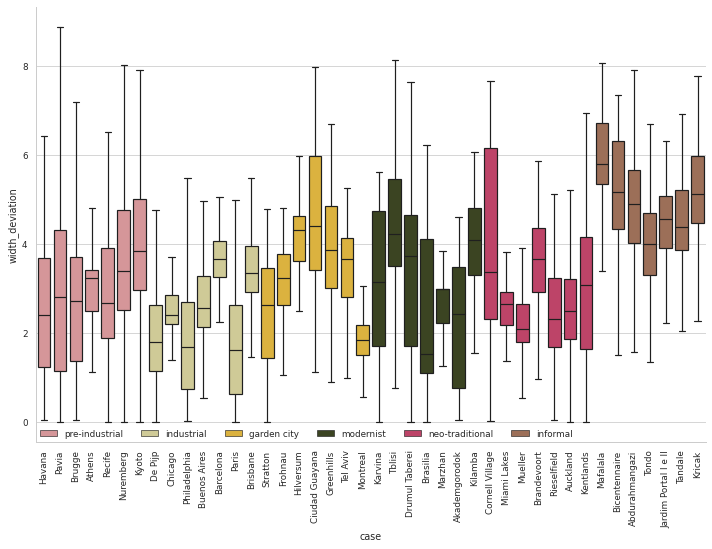 8
6
4
2
0
width_deviation
pre-industrial industrial garden city modernist neo-traditional informal
Havana Pavia Brugge Athens Recife Nuremberg Kyoto De Pijp Chicago Philadelphia Buenos Aires Barcelona Paris Brisbane Stratton Frohnau Hilversum Ciudad Guayana Greenhills Tel Aviv Montreal Karvina Tbilisi Drumul Taberei Brasilia Marzhan Akademgorodok Kilamba Cornell Village Miami Lakes Mueller Brandevoort Rieselfield Auckland Kentlands Mafalala Bicentennaire Abdurahmangazi Tondo Jardim Portal I e II Tandale Kricak
case